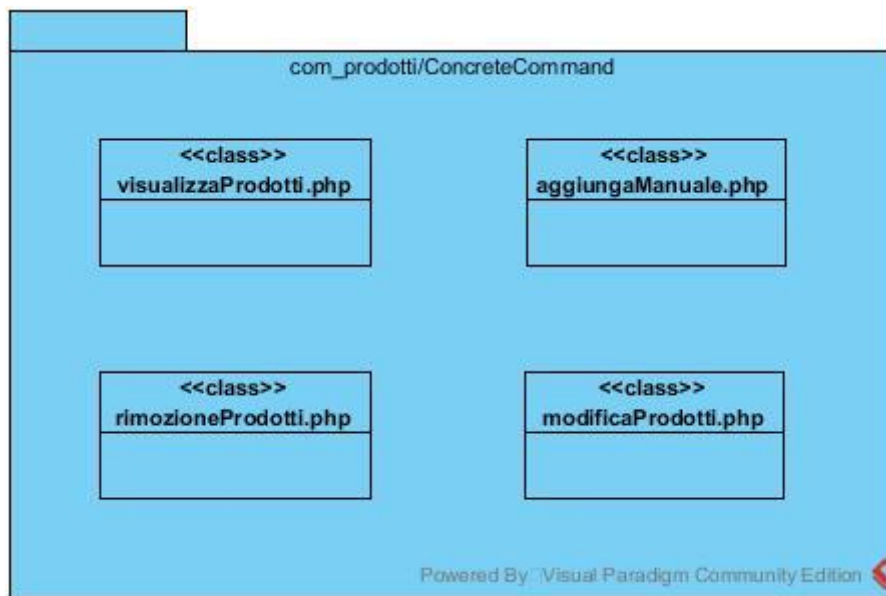 com_prodotti/ConcreteCommand
<<class>>
visualizzaProdotti.php
<<class>>
aggiungaManuale.php
<<class>>
rimozioneProdotti.php
<<class>>
modificaProdotti.php
Powered By Visual Paradigm Community Edition